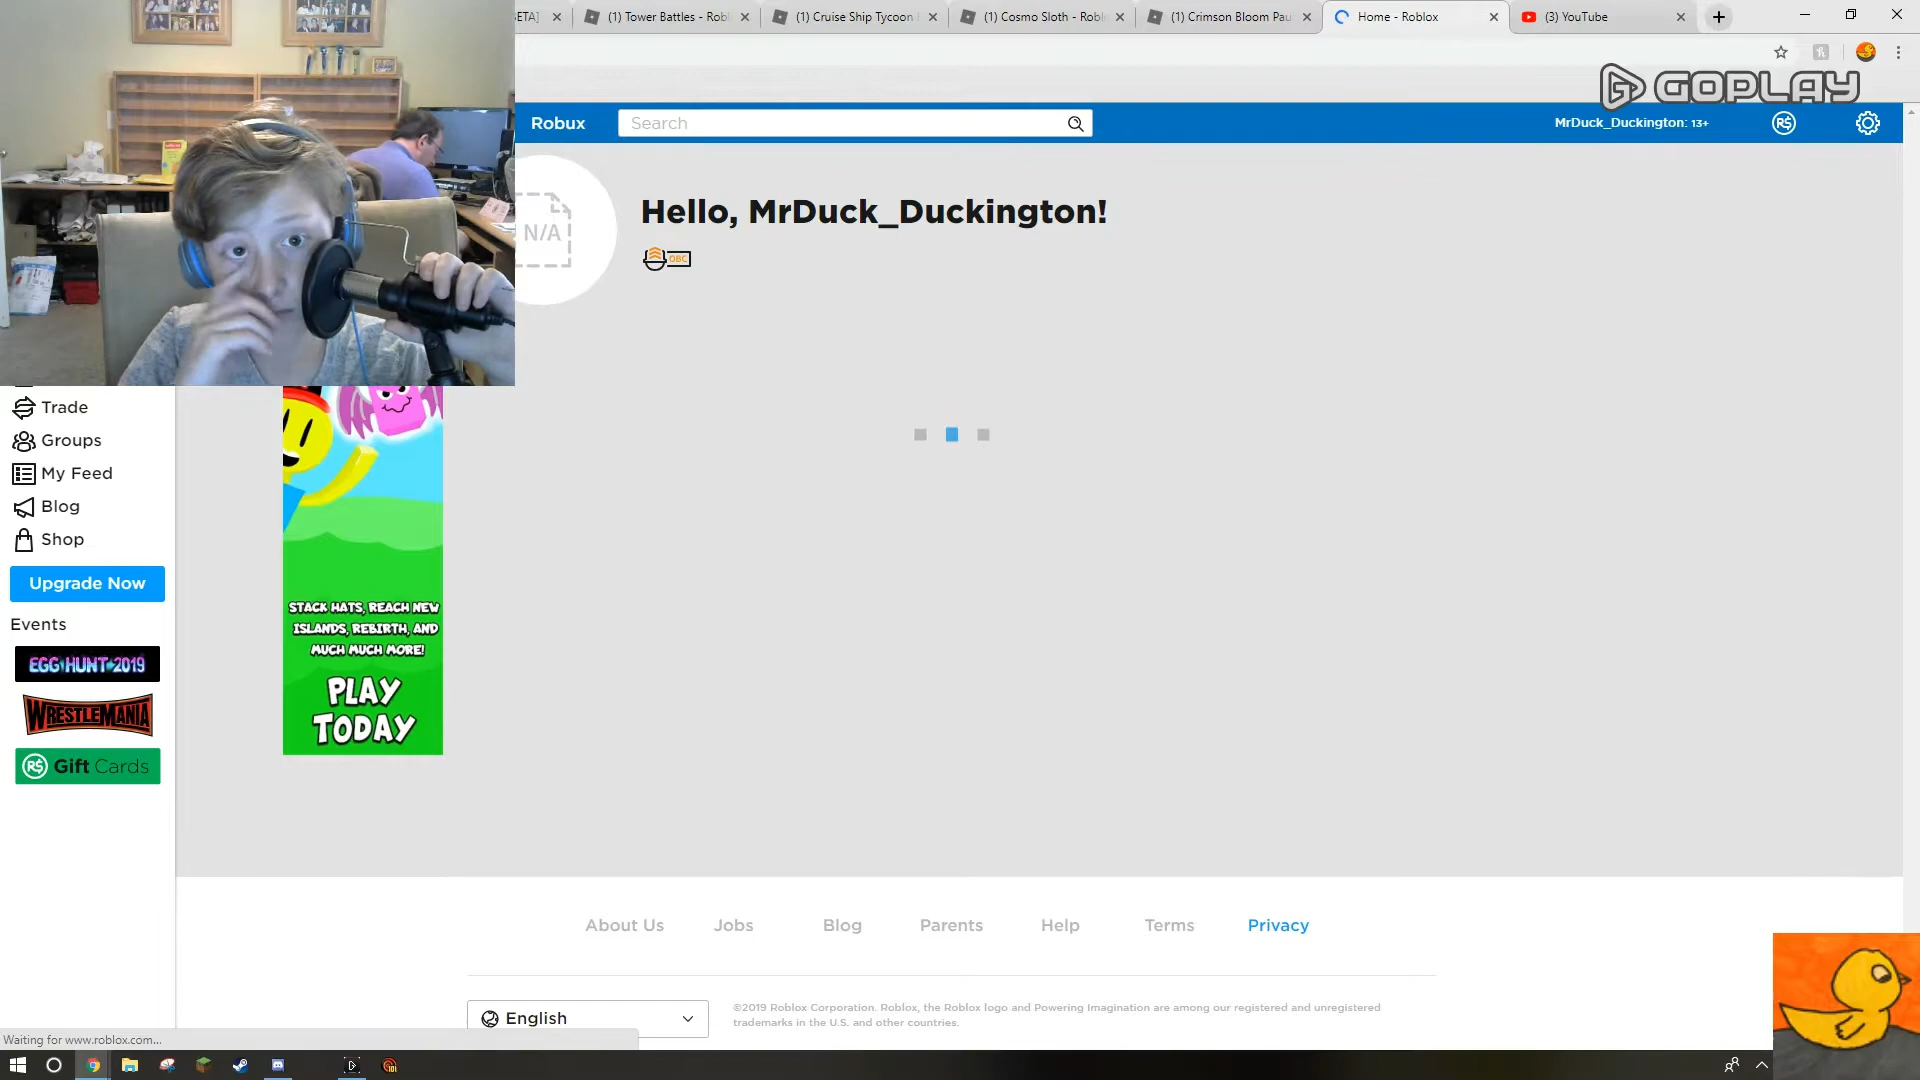 BETA]
(1) Tower Battles - Robl
(1) Cruise Ship Tycoon
(1) Cosmo Sloth - Robl
(1) Crimson Bloom Pau
Home - Roblox
(3) YouTube
GOPLAY
Robux
Search
MrDuck_Duckington: 13+
R$
N/A
Hello, MrDuck_Duckington!
OBC
Trade
Groups
My Feed
Blog
Shop
Upgrade Now
Events
EGG HUNT 2019
WRESTLEMANIA
R$ Gift Cards
STACK HATS, REACH NEW
ISLANDS, REBIRTH, AND
MUCH MUCH MORE!
PLAY
TODAY
About Us Jobs Blog Parents Help Terms Privacy
English
©2019 Roblox Corporation. Roblox, the Roblox logo and Powering Imagination are among our registered and unregistered
trademarks in the U.S. and other countries.
Waiting for www.roblox.com...